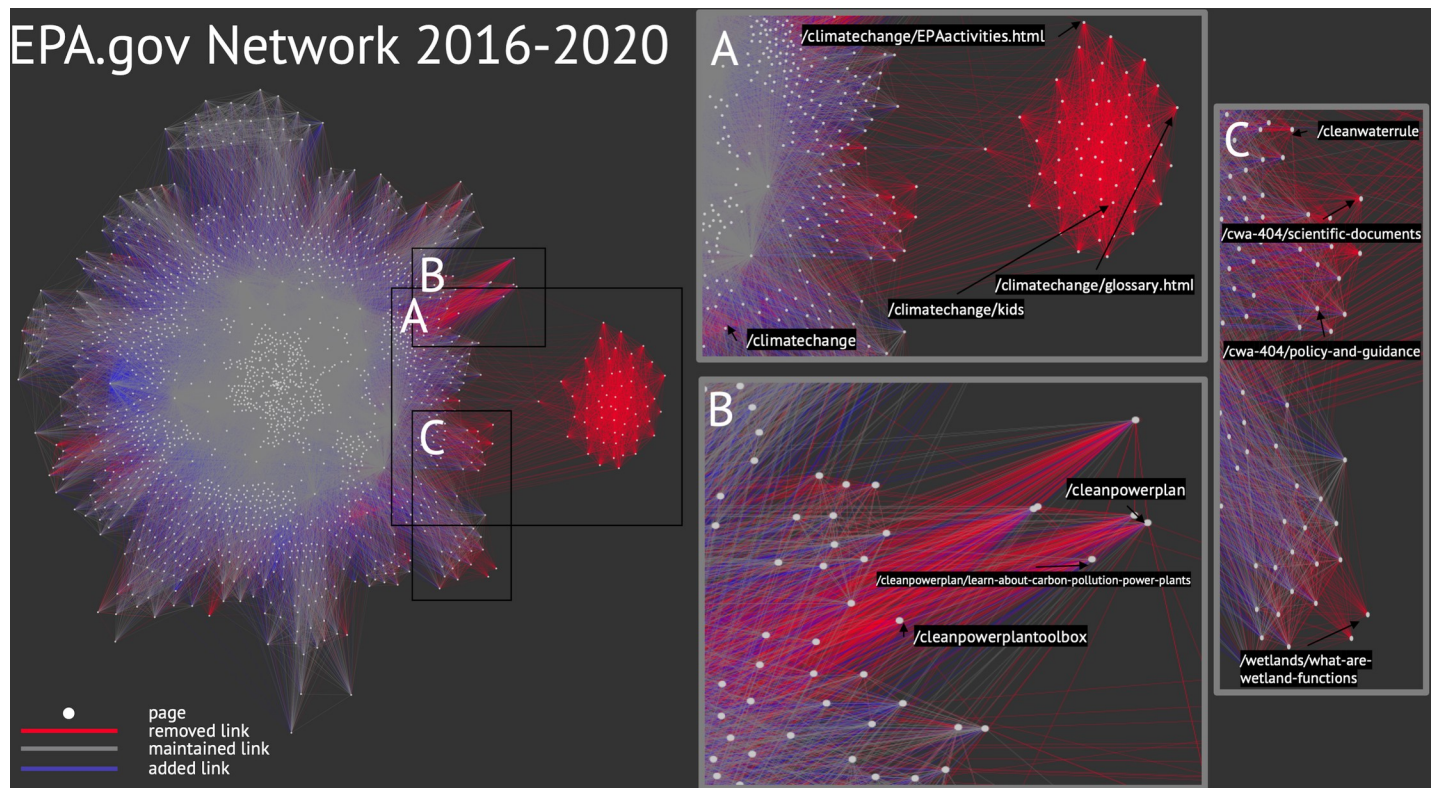 EPA.gov Network 2016-2020
B
A
C
page
removed link
maintained link
added link
A
/climatechange/EPAactivities.html
/climatechange/glossary.html
/climatechange/kids
/climatechange
B
/cleanpowerplan
/cleanpowerplan/learn-about-carbon-pollution-power-plants
/cleanpowerplantoolbox
C
/cleanwaterrule
/cwa-404/scientific-documents
/cwa-404/policy-and-guidance
/wetlands/what-are-
wetland-functions